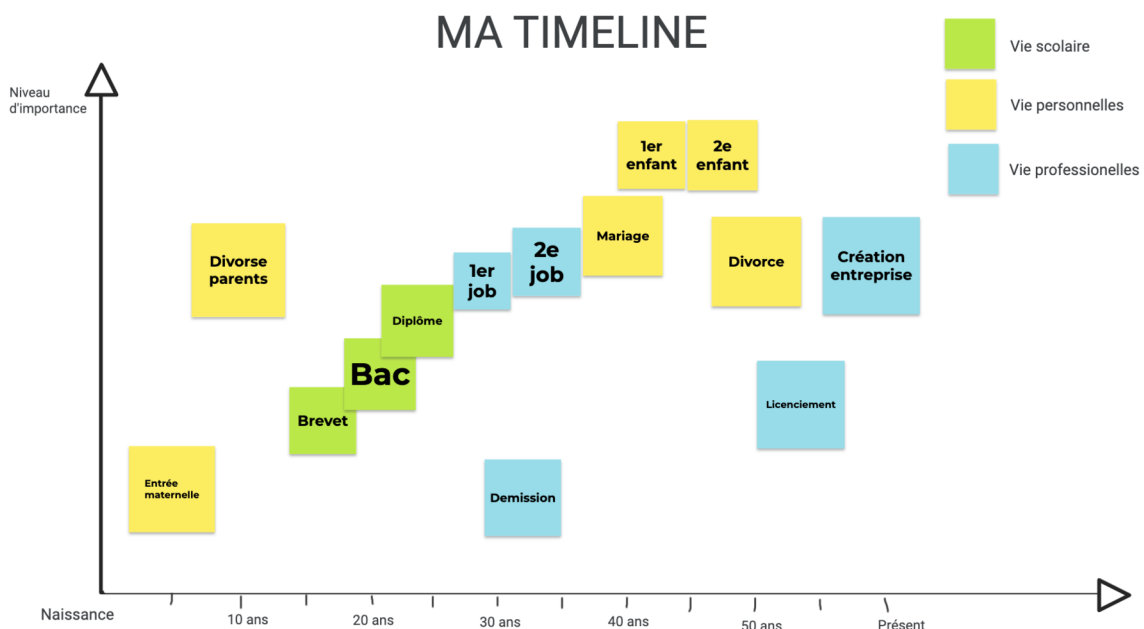 MA TIMELINE
Vie scolaire
Vie personnelles
Vie professionelles
Niveau
d'importance
1er
enfant
2e
enfant
Mariage
Divorse
parents
2e
job
1er
job
Divorce
Création
entreprise
Diplôme
Bac
Brevet
Licenciement
Entrée
maternelle
Demission
Naissance
10 ans
20 ans
30 ans
40 ans
50 ans
Présent